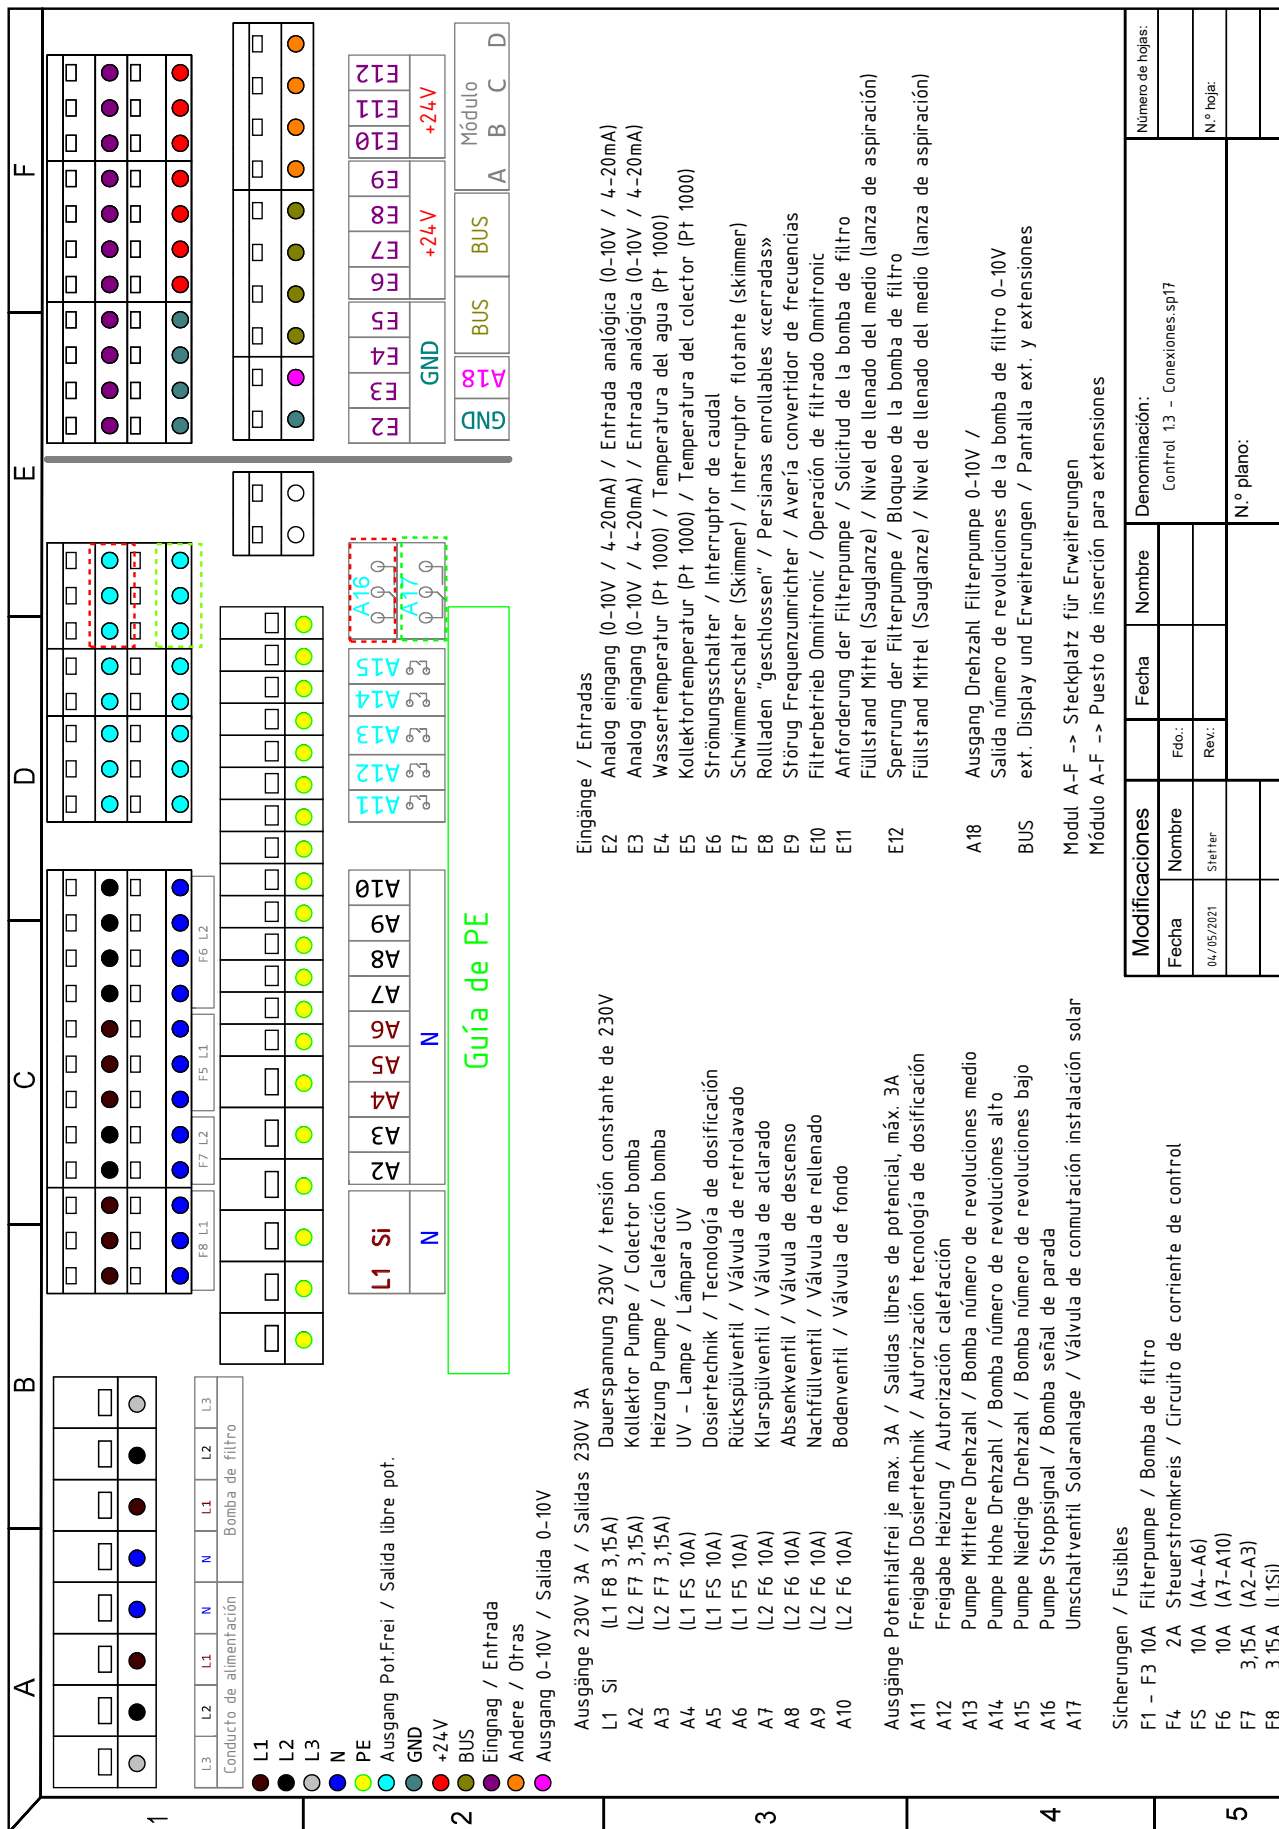 A B C D E F
1
2
3
4
5
L3 L2 L1 N N L1 L2 L3
Conducto de alimentación Bomba de filtro
F8 L1 F7 L2 F5 L1 F6 L2
L1 Si A2 A3 A4 A5 A6 A7 A8 A9 A10
N N
A11 A12 A13 A14 A15 A16
A17
Guía de PE
E2 E3 E4 E5 E6 E7 E8 E9 E10 E11 E12
GND +24V +24V
GND A18 BUS BUS Módulo
A B C D
L1
L2
L3
N
PE
Ausgang Pot.Frei / Salida libre pot.
GND
+24V
BUS
Eingnag / Entrada
Andere / Otras
Ausgang 0-10V / Salida 0-10V
Ausgänge 230V 3A / Salidas 230V 3A
L1 Si (L1 F8 3,15A) Dauerspannung 230V / tensión constante de 230V
A2 (L2 F7 3,15A) Kollektor Pumpe / Colector bomba
A3 (L2 F7 3,15A) Heizung Pumpe / Calefacción bomba
A4 (L1 FS 10A) UV - Lampe / Lámpara UV
A5 (L1 FS 10A) Dosiertechnik / Tecnología de dosificación
A6 (L1 F5 10A) Rückspülventil / Válvula de retrolavado
A7 (L2 F6 10A) Klarspülventil / Válvula de aclarado
A8 (L2 F6 10A) Absenkventil / Válvula de descenso
A9 (L2 F6 10A) Nachfüllventil / Válvula de rellenado
A10 (L2 F6 10A) Bodenventil / Válvula de fondo
Ausgänge Potentialfrei je max. 3A / Salidas libres de potencial, máx. 3A
A11 Freigabe Dosiertechnik / Autorización tecnología de dosificación
A12 Freigabe Heizung / Autorización calefacción
A13 Pumpe Mittlere Drehzahl / Bomba número de revoluciones medio
A14 Pumpe Hohe Drehzahl / Bomba número de revoluciones alto
A15 Pumpe Niedrige Drehzahl / Bomba número de revoluciones bajo
A16 Pumpe Stoppsignal / Bomba señal de parada
A17 Umschaltventil Solaranlage / Válvula de conmutación instalación solar
Sicherungen / Fusibles
F1 - F3 10A Filterpumpe / Bomba de filtro
F4 2A Steuerstromkreis / Circuito de corriente de control
FS 10A (A4-A6)
F6 10A (A7-A10)
F7 3,15A (A2-A3)
F8 3,15A (L1Si)
Eingänge / Entradas
E2 Analog eingang (0-10V / 4-20mA) / Entrada analógica (0-10V / 4-20mA)
E3 Analog eingang (0-10V / 4-20mA) / Entrada analógica (0-10V / 4-20mA)
E4 Wassertemperatur (Pt 1000) / Temperatura del agua (Pt 1000)
E5 Kollektortemperatur (Pt 1000) / Temperatura del colector (Pt 1000)
E6 Strömungsschalter / Interruptor de caudal
E7 Schwimmerschalter (Skimmer) / Interruptor flotante (skimmer)
E8 Rollladen "geschlossen" / Persianas enrollables «cerradas»
E9 Störug Frequenzumrichter / Avería convertidor de frecuencias
E10 Filterbetrieb Omnitronic / Operación de filtrado Omnitronic
E11 Anforderung der Filterpumpe / Solicitud de la bomba de filtro
Füllstand Mittel (Sauglanze) / Nivel de llenado del medio (lanza de aspiración)
E12 Sperrung der Filterpumpe / Bloqueo de la bomba de filtro
Füllstand Mittel (Sauglanze) / Nivel de llenado del medio (lanza de aspiración)
A18 Ausgang Drehzahl Filterpumpe 0-10V /
Salida número de revoluciones de la bomba de filtro 0-10V
BUS ext. Display und Erweiterungen / Pantalla ext. y extensiones
Modul A-F -> Steckplatz für Erweiterungen
Módulo A-F -> Puesto de inserción para extensiones
Modificaciones
Fecha Nombre
04/05/2021 Stetter
Fecha Nombre
Fdo.:
Rev.:
Denominación:
Control 1.3 - Conexiones.sp17
N.º plano:
Número de hojas:
N.º hoja: